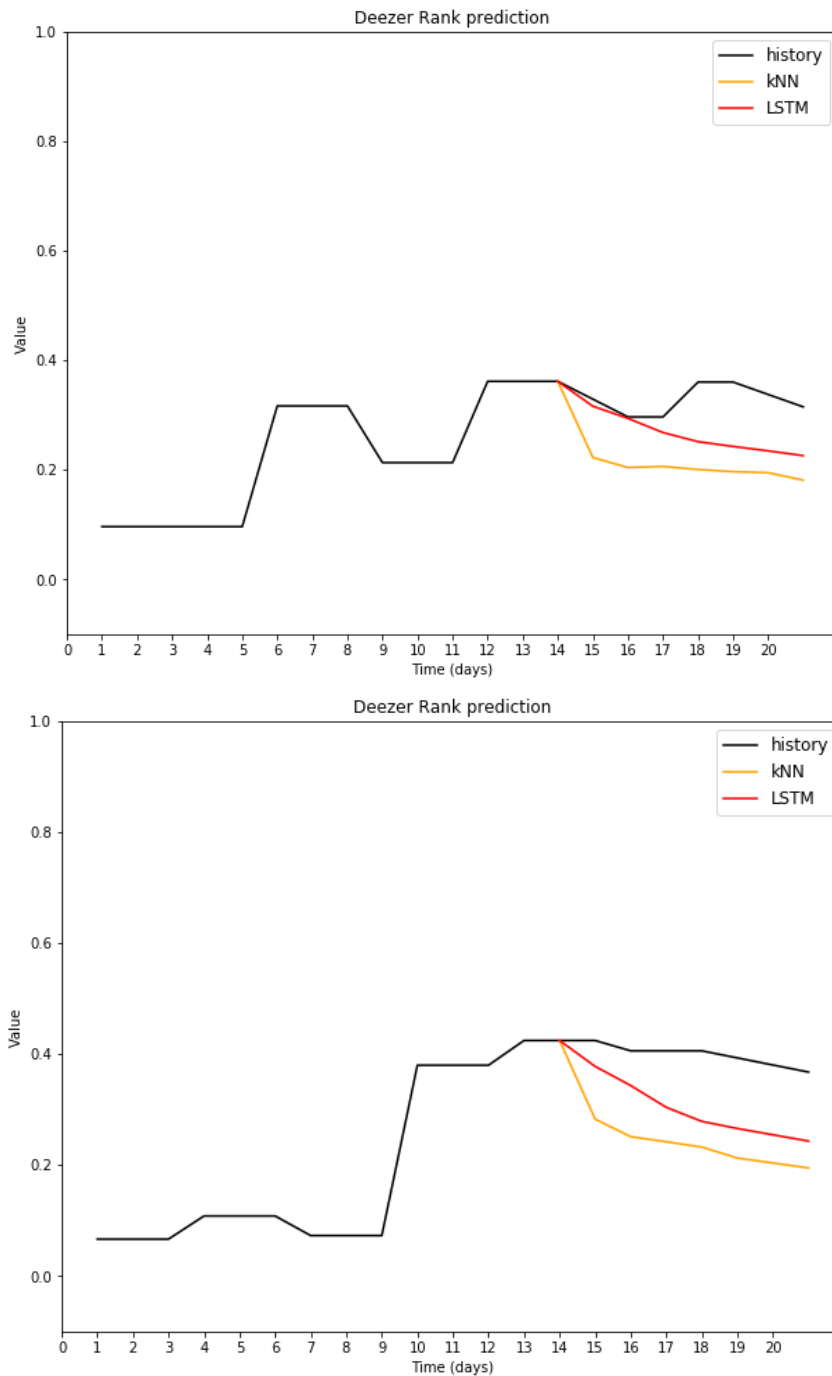 Deezer Rank prediction
1.0
history
kNN
LSTM
0.8
0.6
Value
0.4
0.2
0.0
0 1 2 3 4 5 6 7 8 9 10 11 12 13 14 15 16 17 18 19 20
Time (days)
Deezer Rank prediction
1.0
history
kNN
LSTM
0.8
0.6
Value
0.4
0.2
0.0
0 1 2 3 4 5 6 7 8 9 10 11 12 13 14 15 16 17 18 19 20
Time (days)